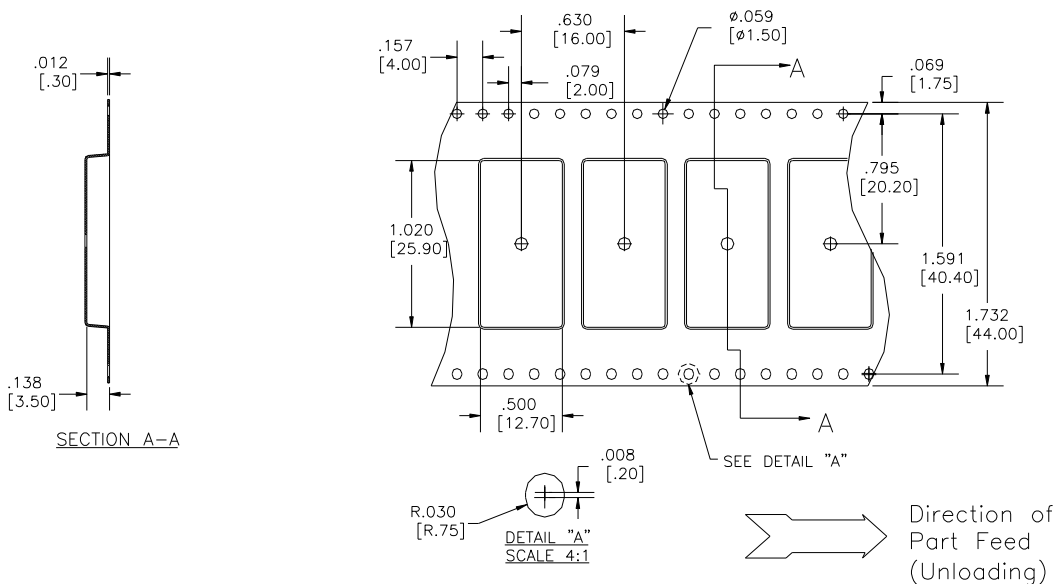 .012
[.30]
.138
[3.50]
SECTION A-A
.157
[4.00]
.630
[16.00]
.079
[2.00]
ø.059
[ø1.50]
A
.069
[1.75]
.795
[20.20]
1.020
[25.90]
1.591
[40.40]
1.732
[44.00]
.500
[12.70]
A
SEE DETAIL "A"
.008
[.20]
R.030
[R.75]
DETAIL "A"
SCALE 4:1
Direction of
Part Feed
(Unloading)